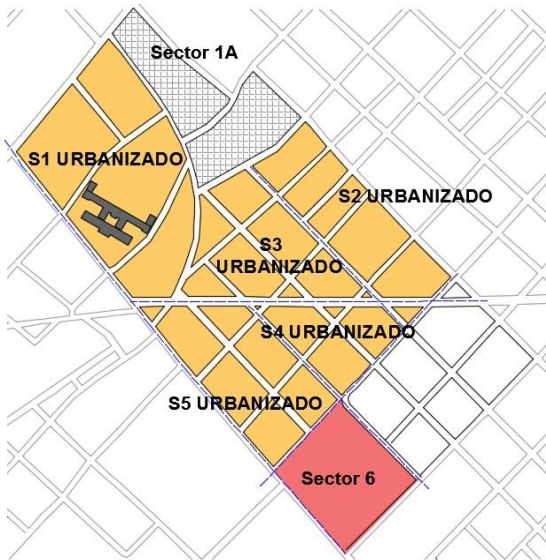 Sector 1A
S1 URBANIZADO
S2 URBANIZADO
S3
URBANIZADO
S4 URBANIZADO
S5 URBANIZADO
Sector 6